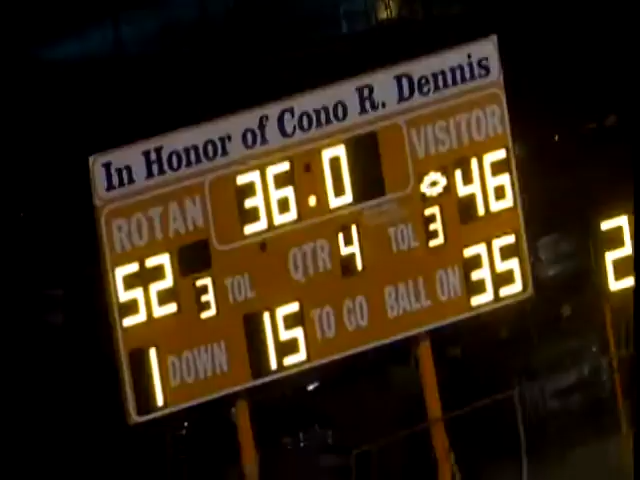 In Honor of Cono R. Dennis
ROTAN 36.0 VISITOR
52 3 TOL QTR 4 TOL 3 46
1 DOWN 15 TO GO BALL ON 35
2